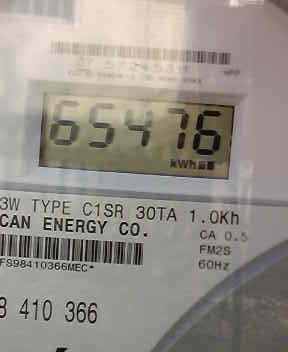 65476
kWh
3W TYPE C1SR 30TA 1.0Kh
CAN ENERGY CO.
CA 0.5
FM2S
60Hz
FS98410366MEC*
8 410 366